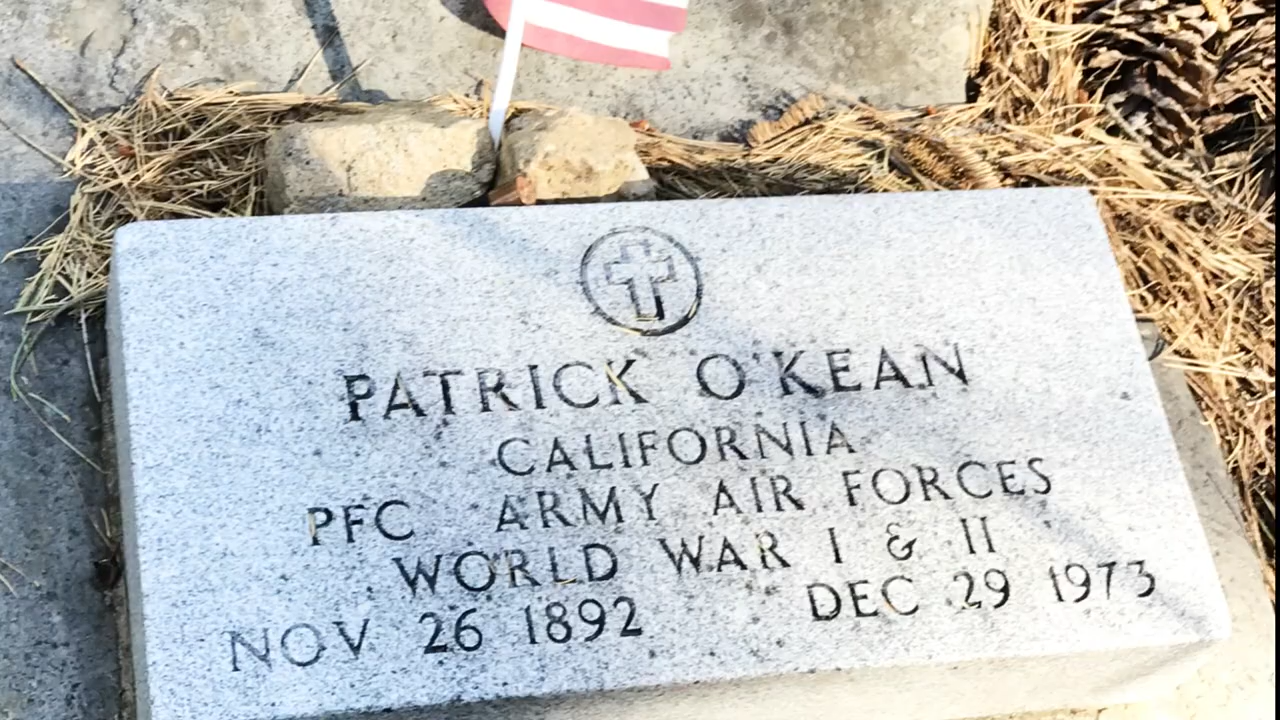 PATRICK O'KEAN
CALIFORNIA
PFC ARMY AIR FORCES
WORLD WAR I & II
NOV 26 1892 DEC 29 1973